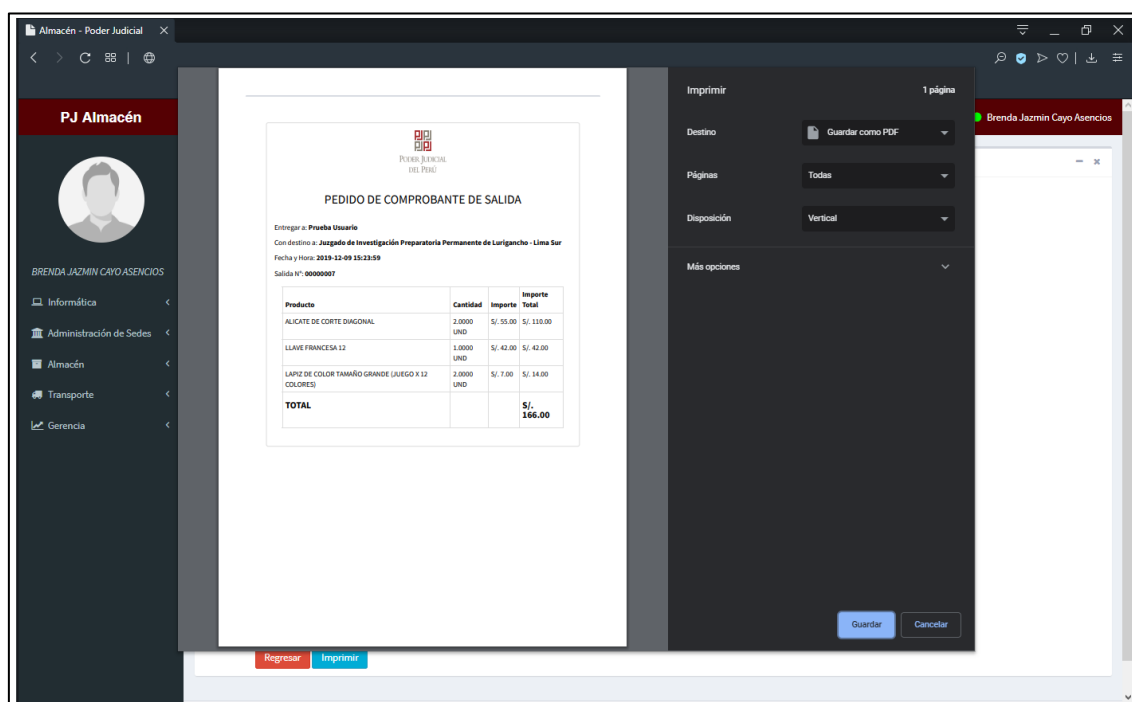 Almacén - Poder Judicial
PJ Almacén
Brenda Jazmin Cayo Asencios
BRENDA JAZMIN CAYO ASENCIOS
Informática
Administración de Sedes
Almacén
Transporte
Gerencia
PODER JUDICIAL
DEL PERÚ
PEDIDO DE COMPROBANTE DE SALIDA
Entregar a: Prueba Usuario
Con destino a: Juzgado de Investigación Preparatoria Permanente de Lurigancho - Lima Sur
Fecha y Hora: 2019-12-09 15:23:59
Salida N°: 00000007
Producto Cantidad Importe Importe Total
ALICATE DE CORTE DIAGONAL 2.0000 UND S/. 55.00 S/. 110.00
LLAVE FRANCESA 12 1.0000 UND S/. 42.00 S/. 42.00
LAPIZ DE COLOR TAMAÑO GRANDE (JUEGO X 12 COLORES) 2.0000 UND S/. 7.00 S/. 14.00
TOTAL S/. 166.00
Imprimir 1 página
Destino Guardar como PDF
Páginas Todas
Disposición Vertical
Más opciones
Guardar Cancelar
Regresar Imprimir